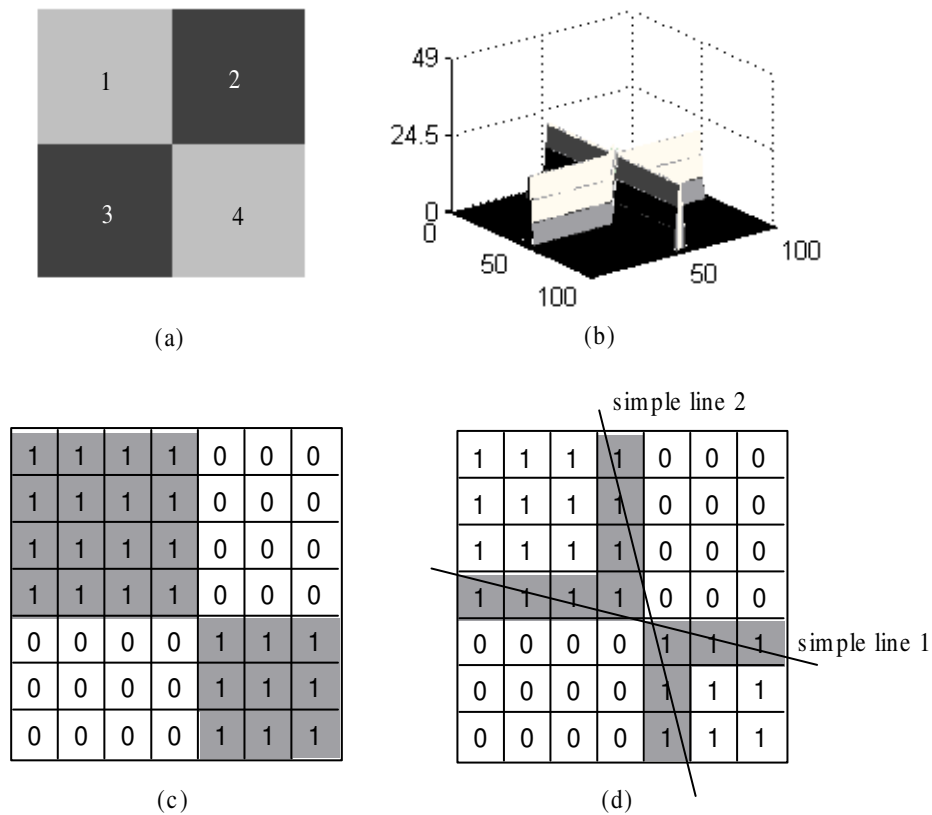 1 2
3 4
(a)
49
24.5
0
0
50
100
50
100
(b)
1 1 1 1 0 0 0
1 1 1 1 0 0 0
1 1 1 1 0 0 0
1 1 1 1 0 0 0
0 0 0 0 1 1 1
0 0 0 0 1 1 1
0 0 0 0 1 1 1
(c)
simple line 2
1 1 1 1 0 0 0
1 1 1 1 0 0 0
1 1 1 1 0 0 0
1 1 1 1 0 0 0
0 0 0 0 1 1 1
simple line 1
0 0 0 0 1 1 1
0 0 0 0 1 1 1
(d)